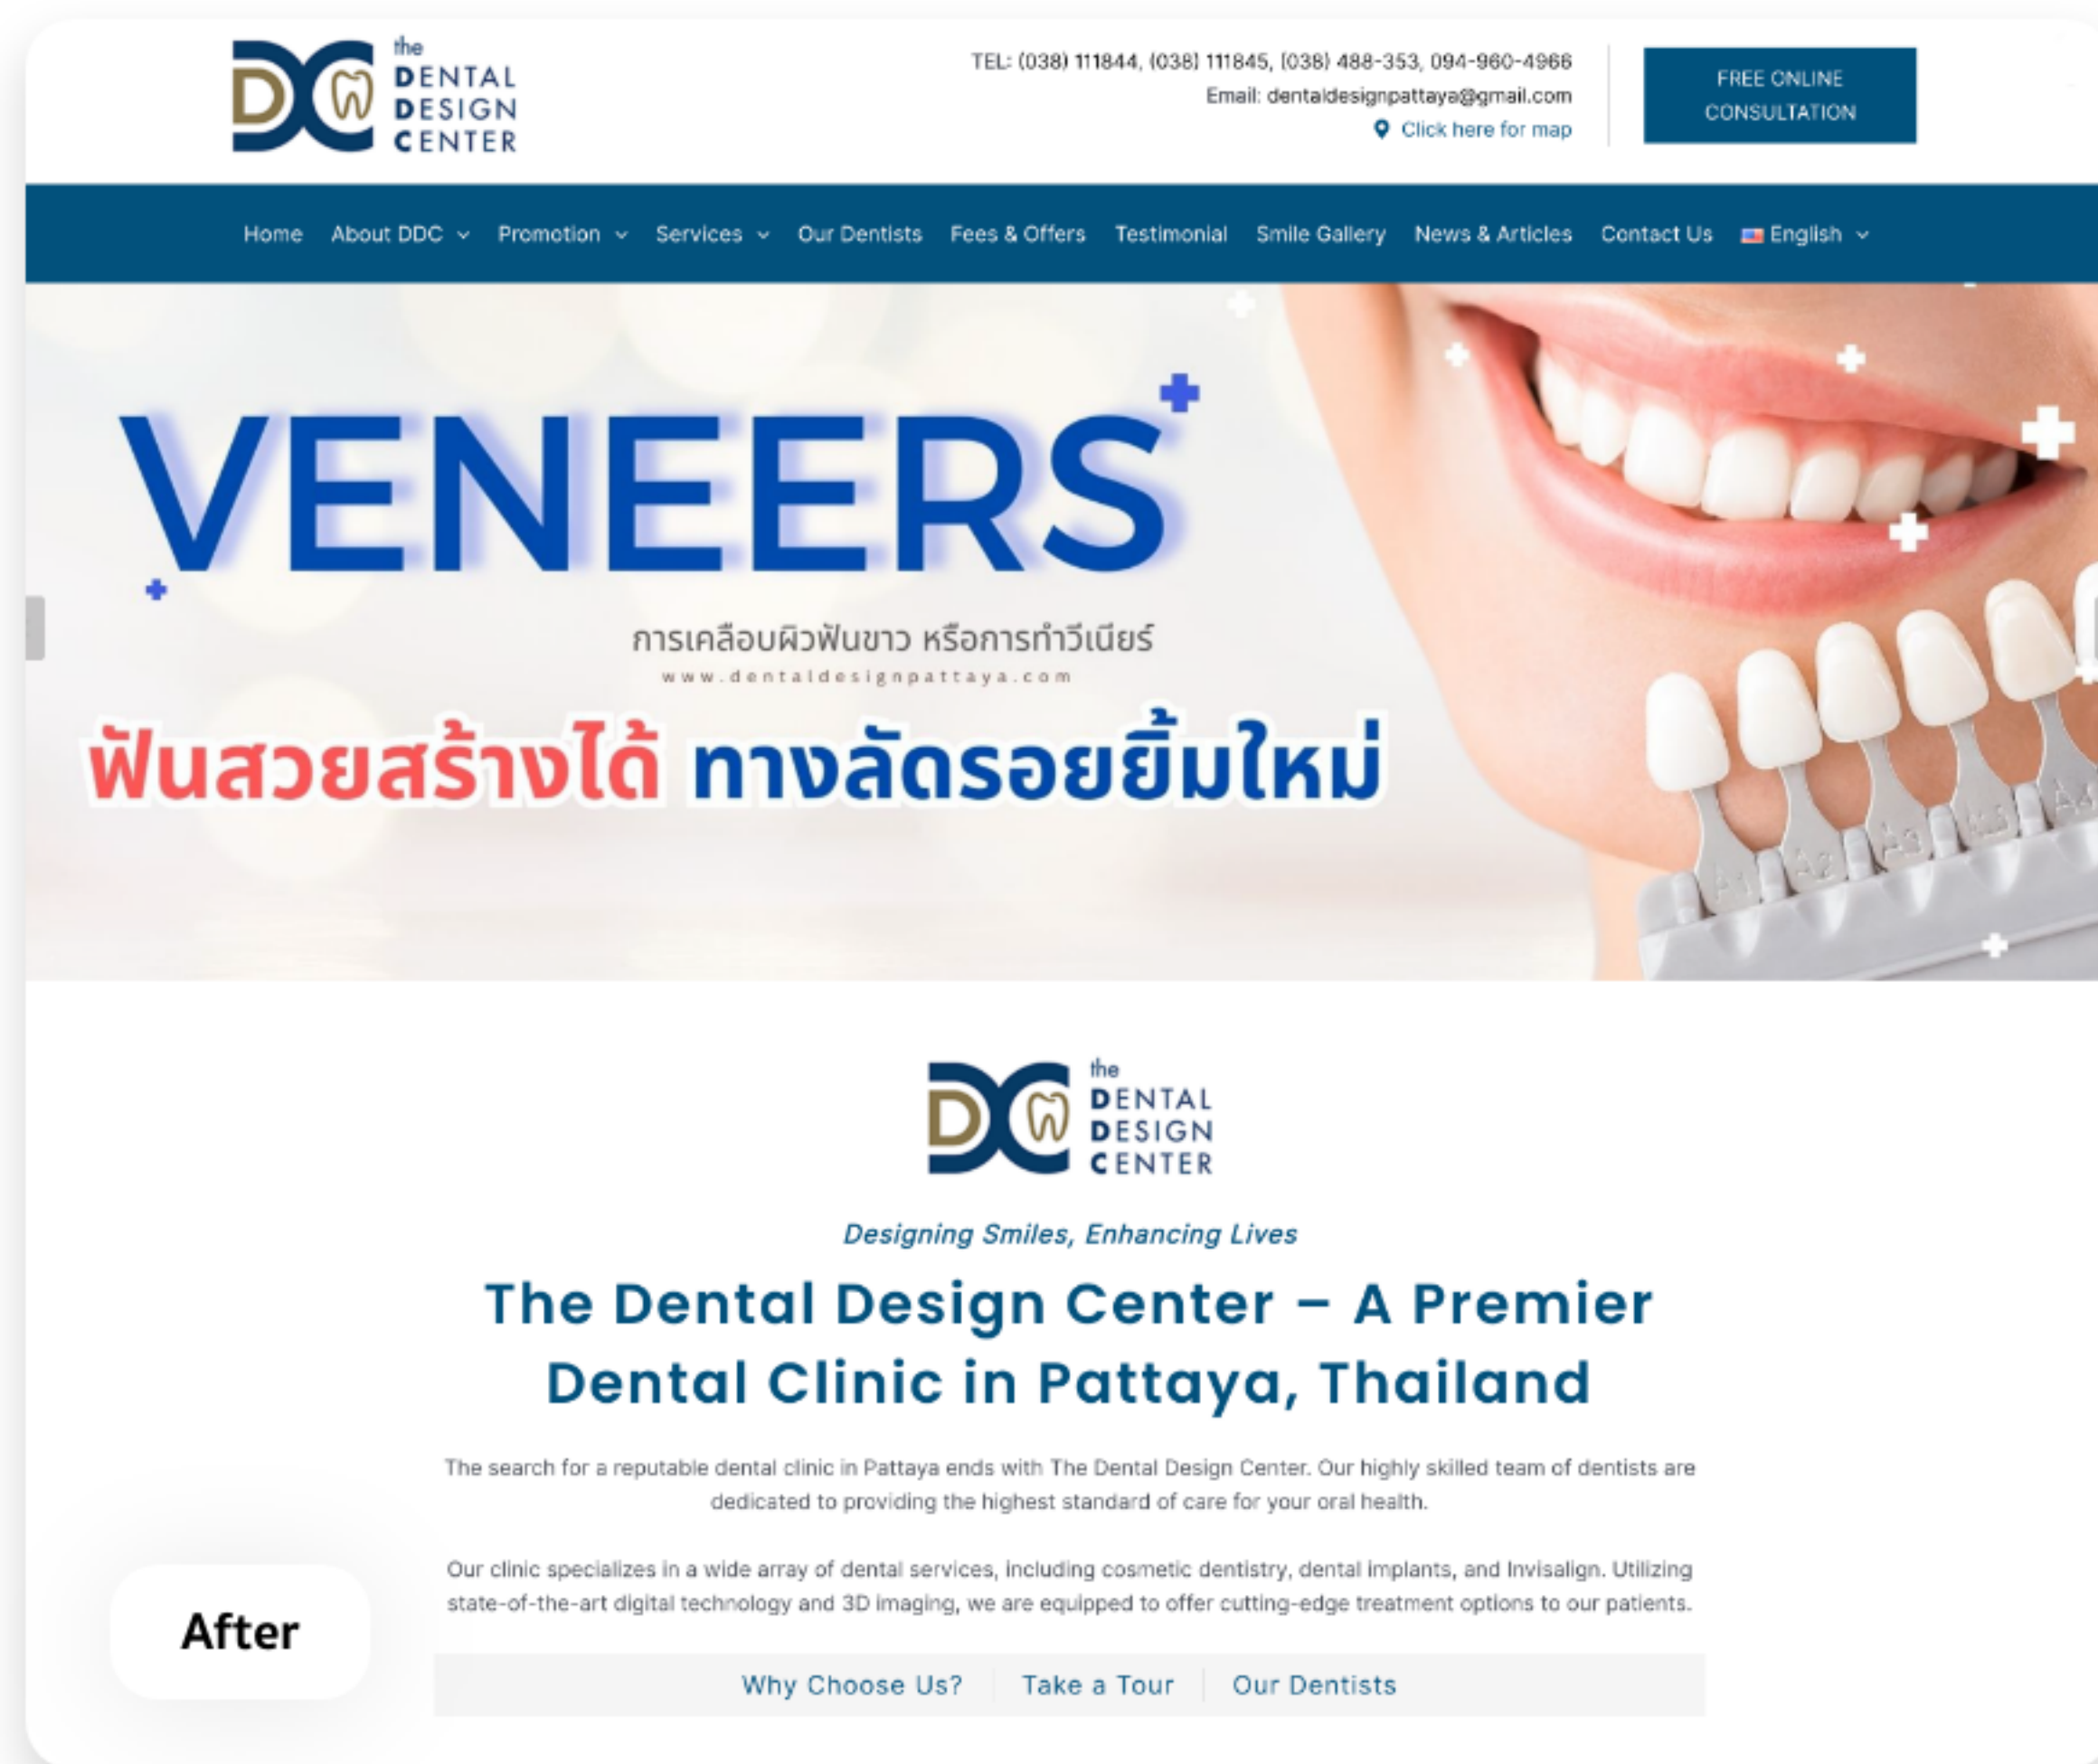 the
DENTAL
DESIGN
CENTER
TEL: (038) 111844, (038) 111845, (038) 488-353, 094-960-4966
Email: dentaldesignpattaya@gmail.com
Click here for map
FREE ONLINE
CONSULTATION
Home About DDC Promotion Services Our Dentists Fees & Offers Testimonial Smile Gallery News & Articles Contact Us English
VENEERS
การเคลือบผิวฟันขาว หรือการทำวีเนียร์
www.dentaldesignpattaya.com
ฟันสวยสร้างได้ ทางลัดรอยยิ้มใหม่
A1 A2 A3 A3.5 A4
the
DENTAL
DESIGN
CENTER
Designing Smiles, Enhancing Lives
The Dental Design Center – A Premier
Dental Clinic in Pattaya, Thailand
The search for a reputable dental clinic in Pattaya ends with The Dental Design Center. Our highly skilled team of dentists are
dedicated to providing the highest standard of care for your oral health.
Our clinic specializes in a wide array of dental services, including cosmetic dentistry, dental implants, and Invisalign. Utilizing
state-of-the-art digital technology and 3D imaging, we are equipped to offer cutting-edge treatment options to our patients.
After
Why Choose Us? Take a Tour Our Dentists